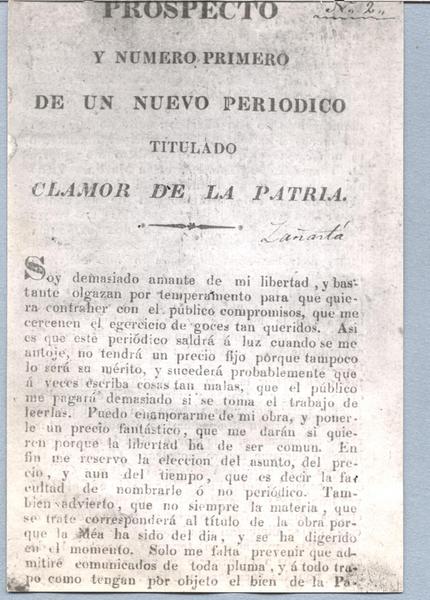 PROSPECTO
Nº 2
Y NUMERO PRIMERO
DE UN NUEVO PERIODICO
TITULADO
CLAMOR DE LA PATRIA.
Zañartú
Soy demasiado amante de mi libertad, y bas-
tante olgazan por temperamento para que quie-
ra contraher con el público compromisos, que me
cercenen el egercicio de goces tan queridos. Asi
es que este periódico saldrá á luz cuando se me
antoje, no tendrá un precio fijo porque tampoco
lo será su mérito, y sucederá probablemente que
á veces escriba cosas tan malas, que el público
me pagará demasiado si se toma el trabajo de
leerlas. Puedo enamorarme de mi obra, y poner-
le un precio fantástico, que me darán si quie-
ren porque la libertad ha de ser comun. En
fin me reservo la eleccion del asunto, del pre-
cio, y aun del tiempo, que es decir la fa-
cultad de nombrarle ó no periódico. Tam-
bien advierto, que no siempre la materia, que
se trate corresponderá al título de la obra por-
que la idéa ha sido del dia, y se ha digerido
en el momento. Solo me falta prevenir que ad-
mitiré comunicados de toda pluma, y á todo tra-
po como tengan por objeto el bien de la Pa-